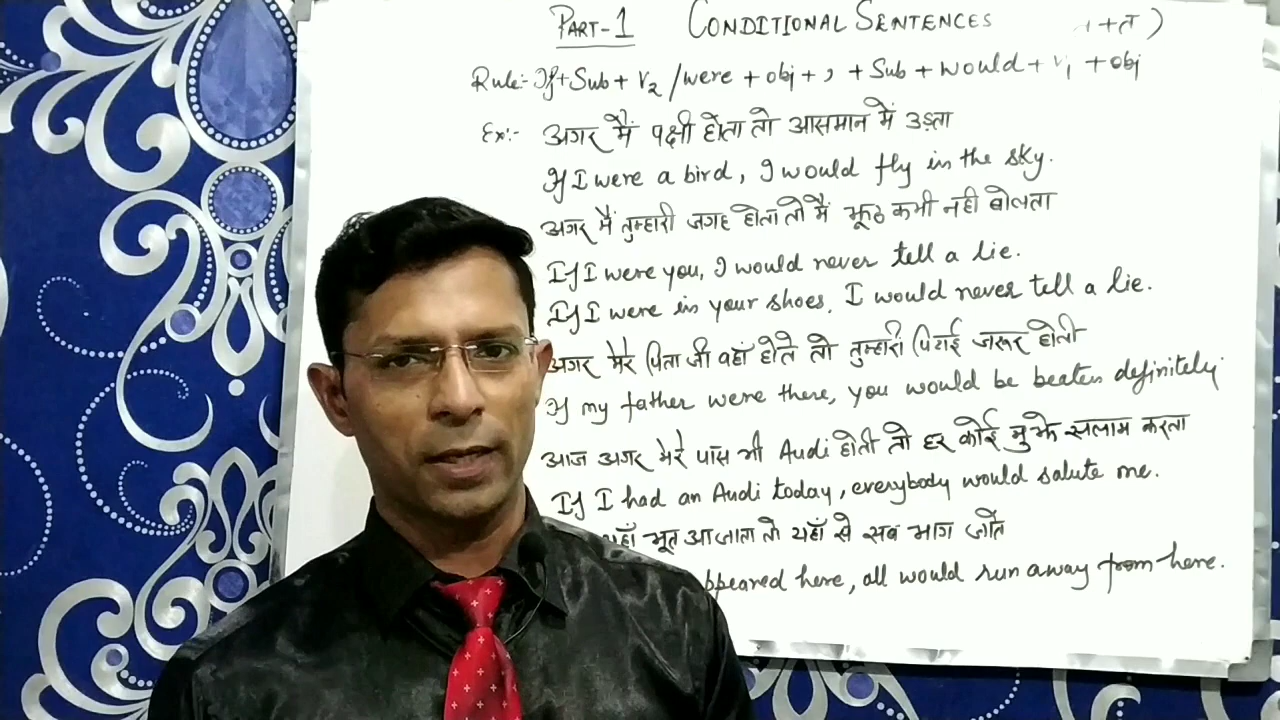 PART-1 CONDITIONAL SENTENCES +त)
Rule:- If + Sub + V2 /were + obj + , + Sub + would + V1 + obj
Ex:- अगर मैं पक्षी होता तो आसमान में उड़ता
If I were a bird, I would fly in the sky.
अगर मैं तुम्हारी जगह होता तो मैं झूठ कभी नही बोलता
If I were you, I would never tell a lie.
If I were in your shoes, I would never tell a lie.
अगर मेरे पिता जी वहाँ होते तो तुम्हारी पिटाई जरूर होती
If my father were there, you would be beaten definitely
आज अगर मेरे पास भी Audi होती तो हर कोई मुझे सलाम करता
If I had an Audi today, everybody would salute me.
यहाँ भूत आ जाता तो यहाँ से सब भाग जाते
ppeared here, all would run away from here.